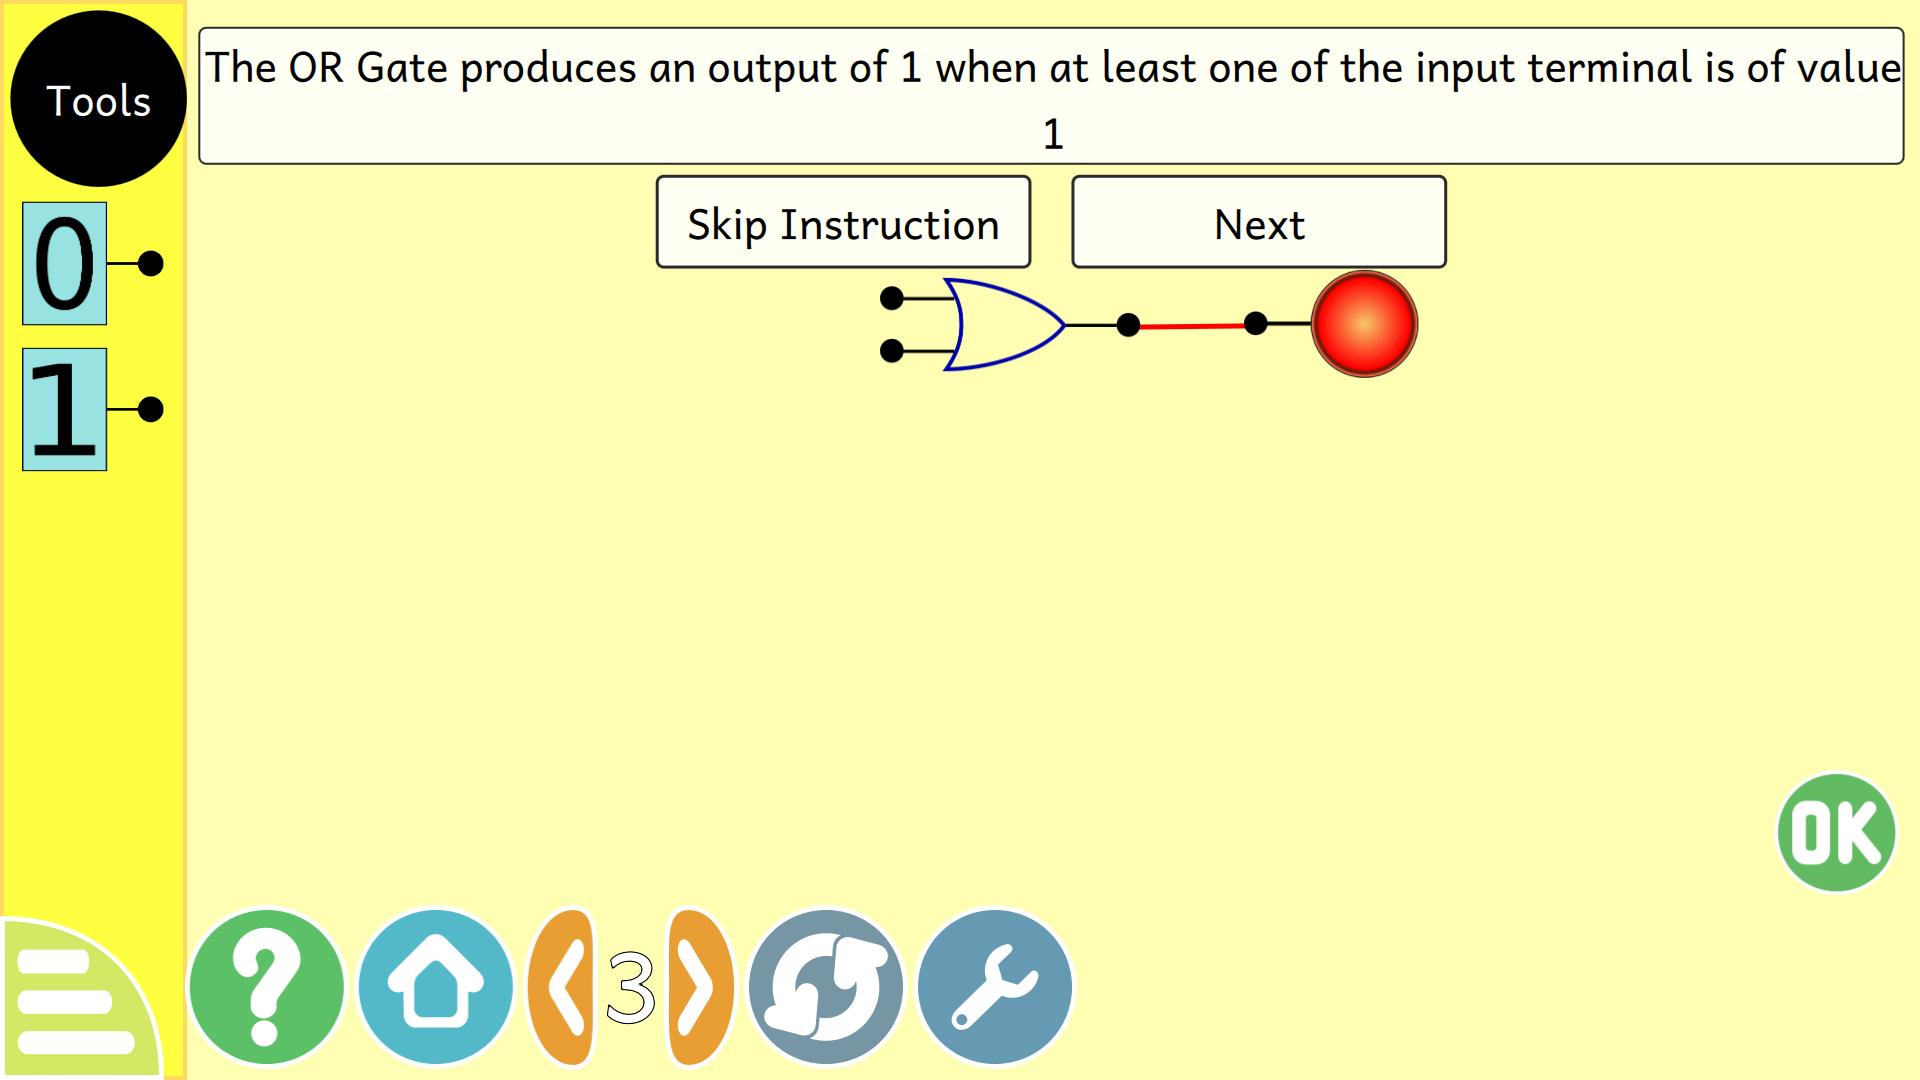 Tools
The OR Gate produces an output of 1 when at least one of the input terminal is of value
1
Skip Instruction
Next
0
1
3
OK